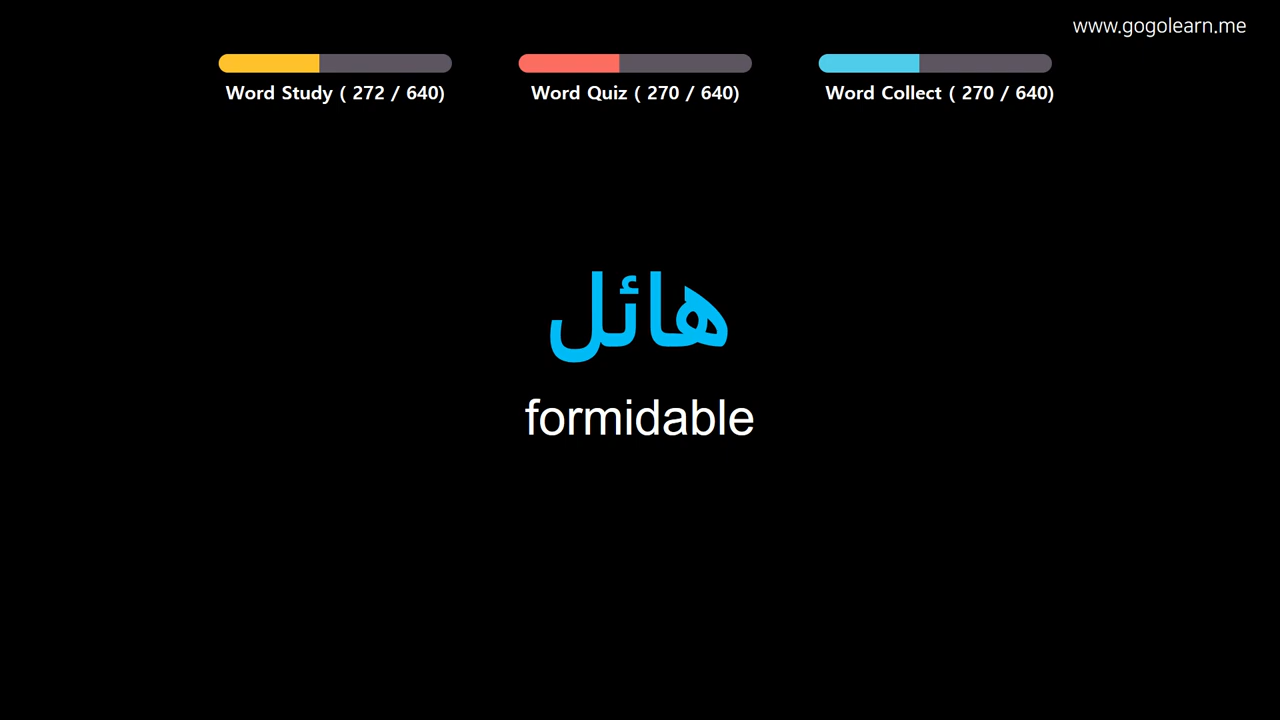 www.gogolearn.me
Word Study ( 272 / 640)
Word Quiz ( 270 / 640)
Word Collect ( 270 / 640)
هائل
formidable